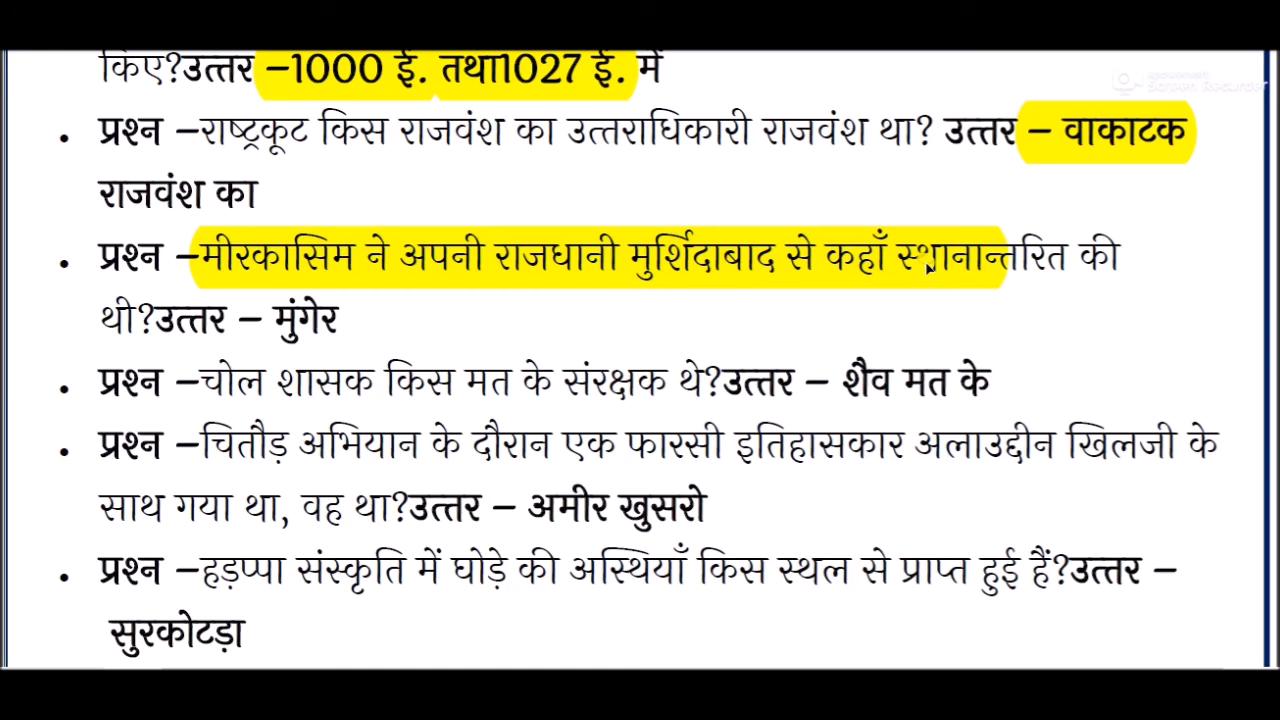 किए?उत्तर –1000 ई. तथा1027 ई. में
Screen Recorder
• प्रश्न –राष्ट्रकूट किस राजवंश का उत्तराधिकारी राजवंश था? उत्तर – वाकाटक
राजवंश का
• प्रश्न –मीरकासिम ने अपनी राजधानी मुर्शिदाबाद से कहाँ स्थानान्तरित की
थी?उत्तर – मुंगेर
• प्रश्न –चोल शासक किस मत के संरक्षक थे?उत्तर – शैव मत के
• प्रश्न –चितौड़ अभियान के दौरान एक फारसी इतिहासकार अलाउद्दीन खिलजी के
साथ गया था, वह था?उत्तर – अमीर खुसरो
• प्रश्न –हड़प्पा संस्कृति में घोड़े की अस्थियाँ किस स्थल से प्राप्त हुई हैं?उत्तर –
सुरकोटड़ा